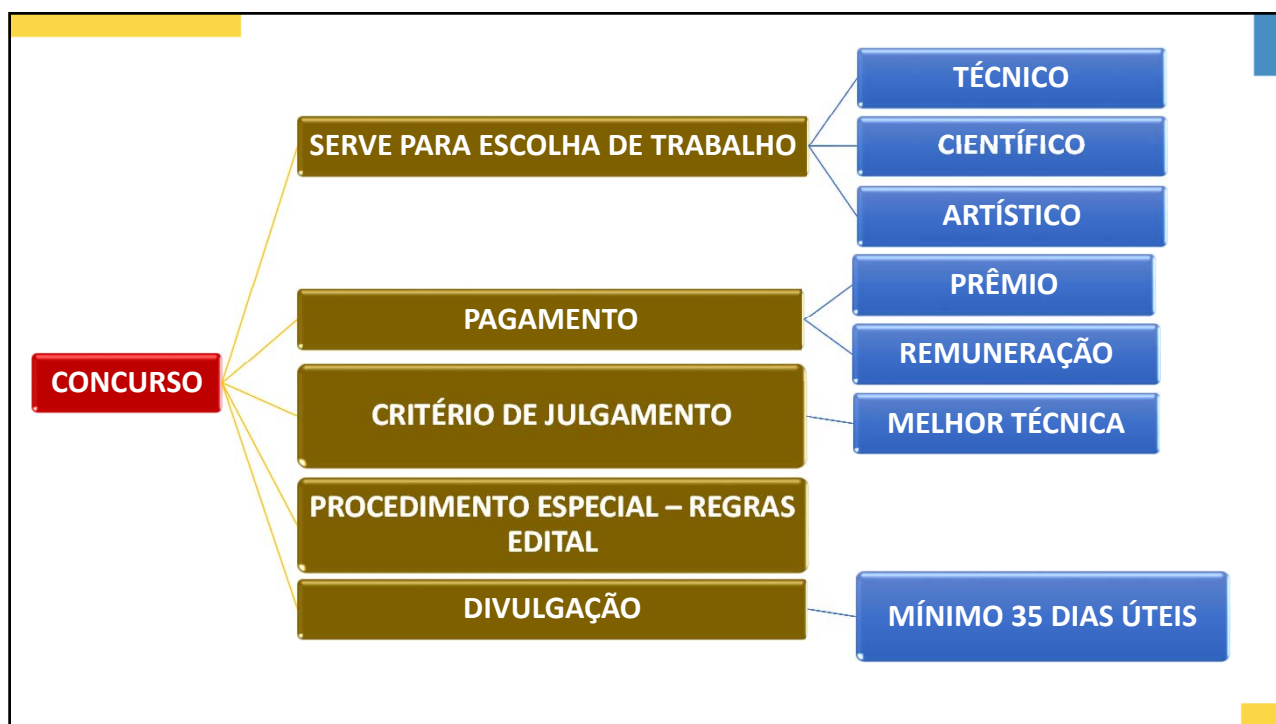 CONCURSO
SERVE PARA ESCOLHA DE TRABALHO
TÉCNICO
CIENTÍFICO
ARTÍSTICO
PAGAMENTO
PRÊMIO
REMUNERAÇÃO
CRITÉRIO DE JULGAMENTO
MELHOR TÉCNICA
PROCEDIMENTO ESPECIAL – REGRAS
EDITAL
DIVULGAÇÃO
MÍNIMO 35 DIAS ÚTEIS